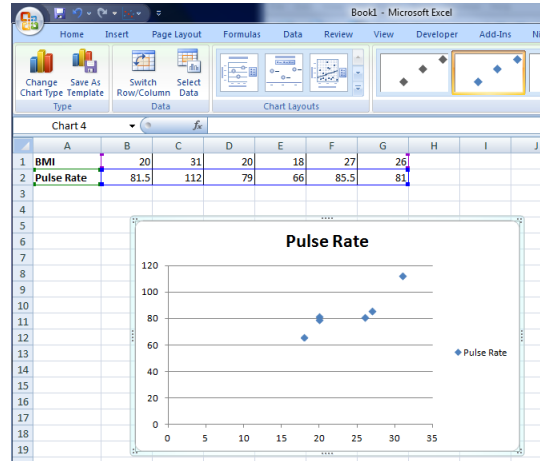 Book1 - Microsoft Excel
Home Insert Page Layout Formulas Data Review View Developer Add-Ins
Change Chart Type Save As Template Switch Row/Column Select Data
Type Data Chart Layouts
Chart 4 fx
A B C D E F G H I J
1 BMI 20 31 20 18 27 26
2 Pulse Rate 81.5 112 79 66 85.5 81
3
4
5
6
7
8
9
10
11
12
13
14
15
16
17
18
19
Pulse Rate
120
100
80
60
40
20
0
0 5 10 15 20 25 30 35
Pulse Rate